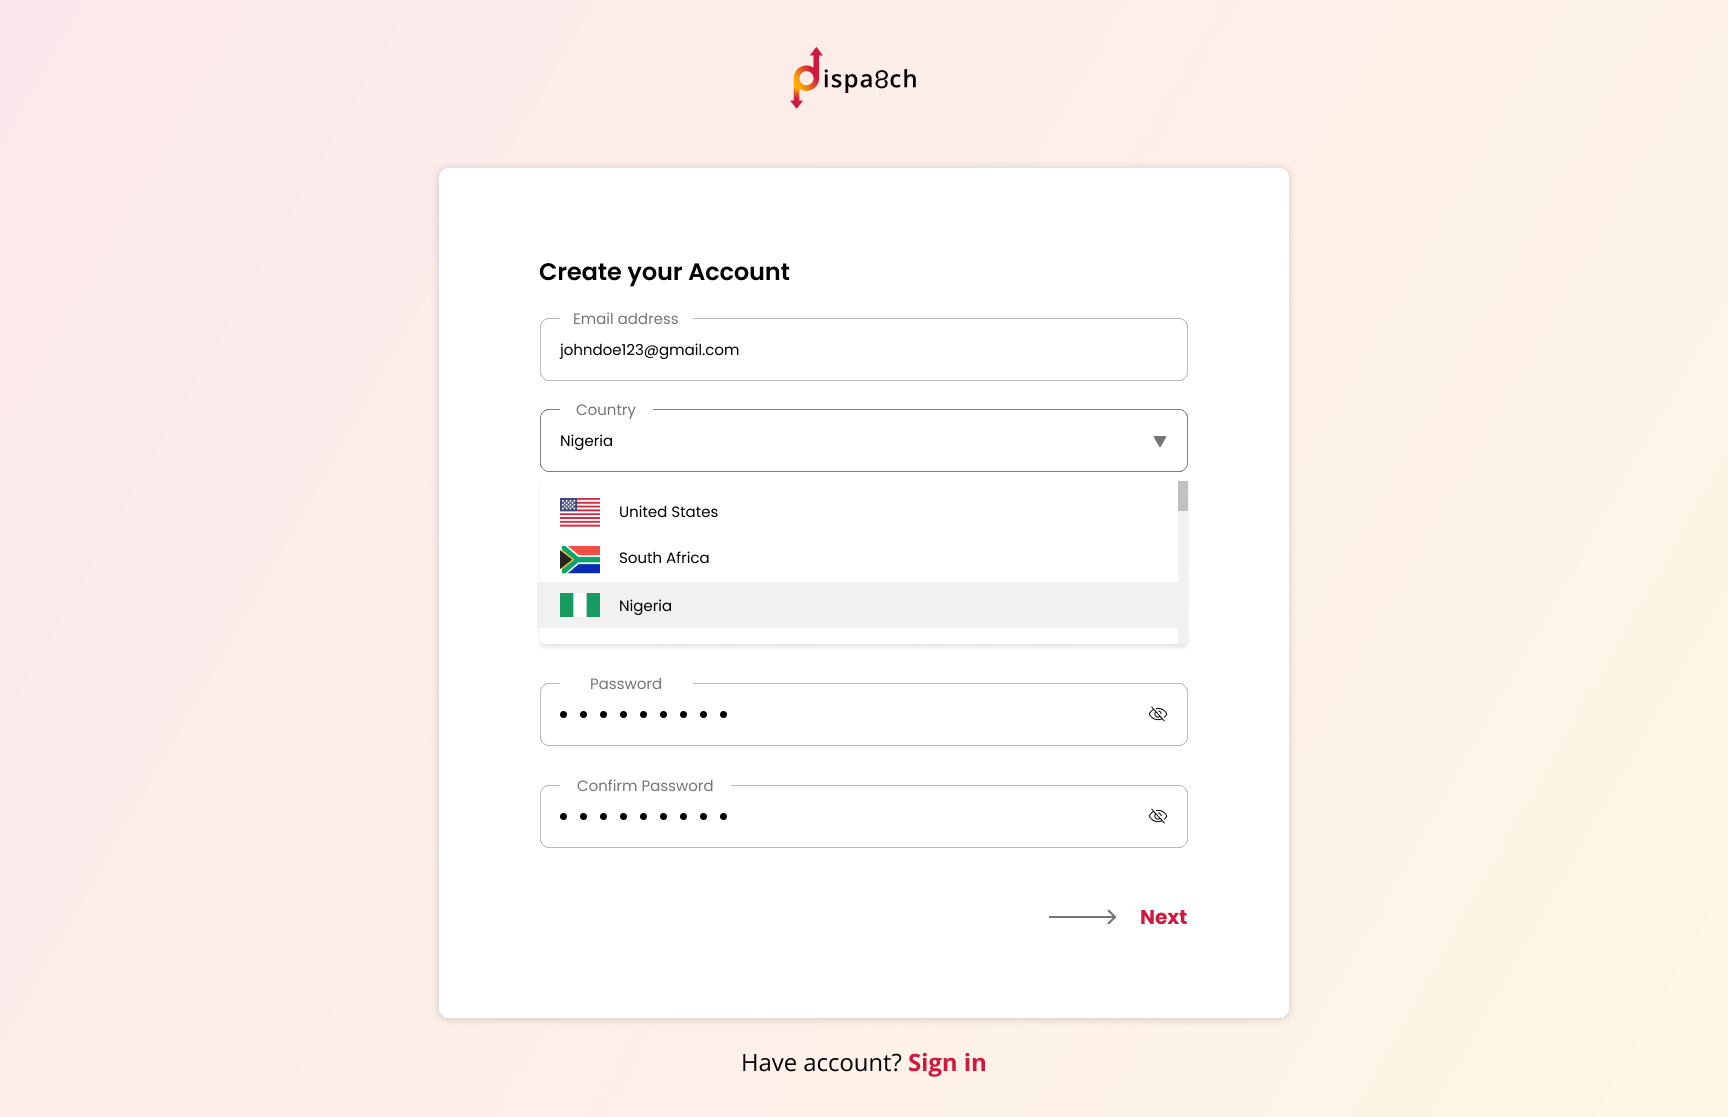 dispa8ch
Create your Account
Email address
johndoe123@gmail.com
Country
Nigeria
United States
South Africa
Nigeria
Password
Confirm Password
Next
Have account? Sign in